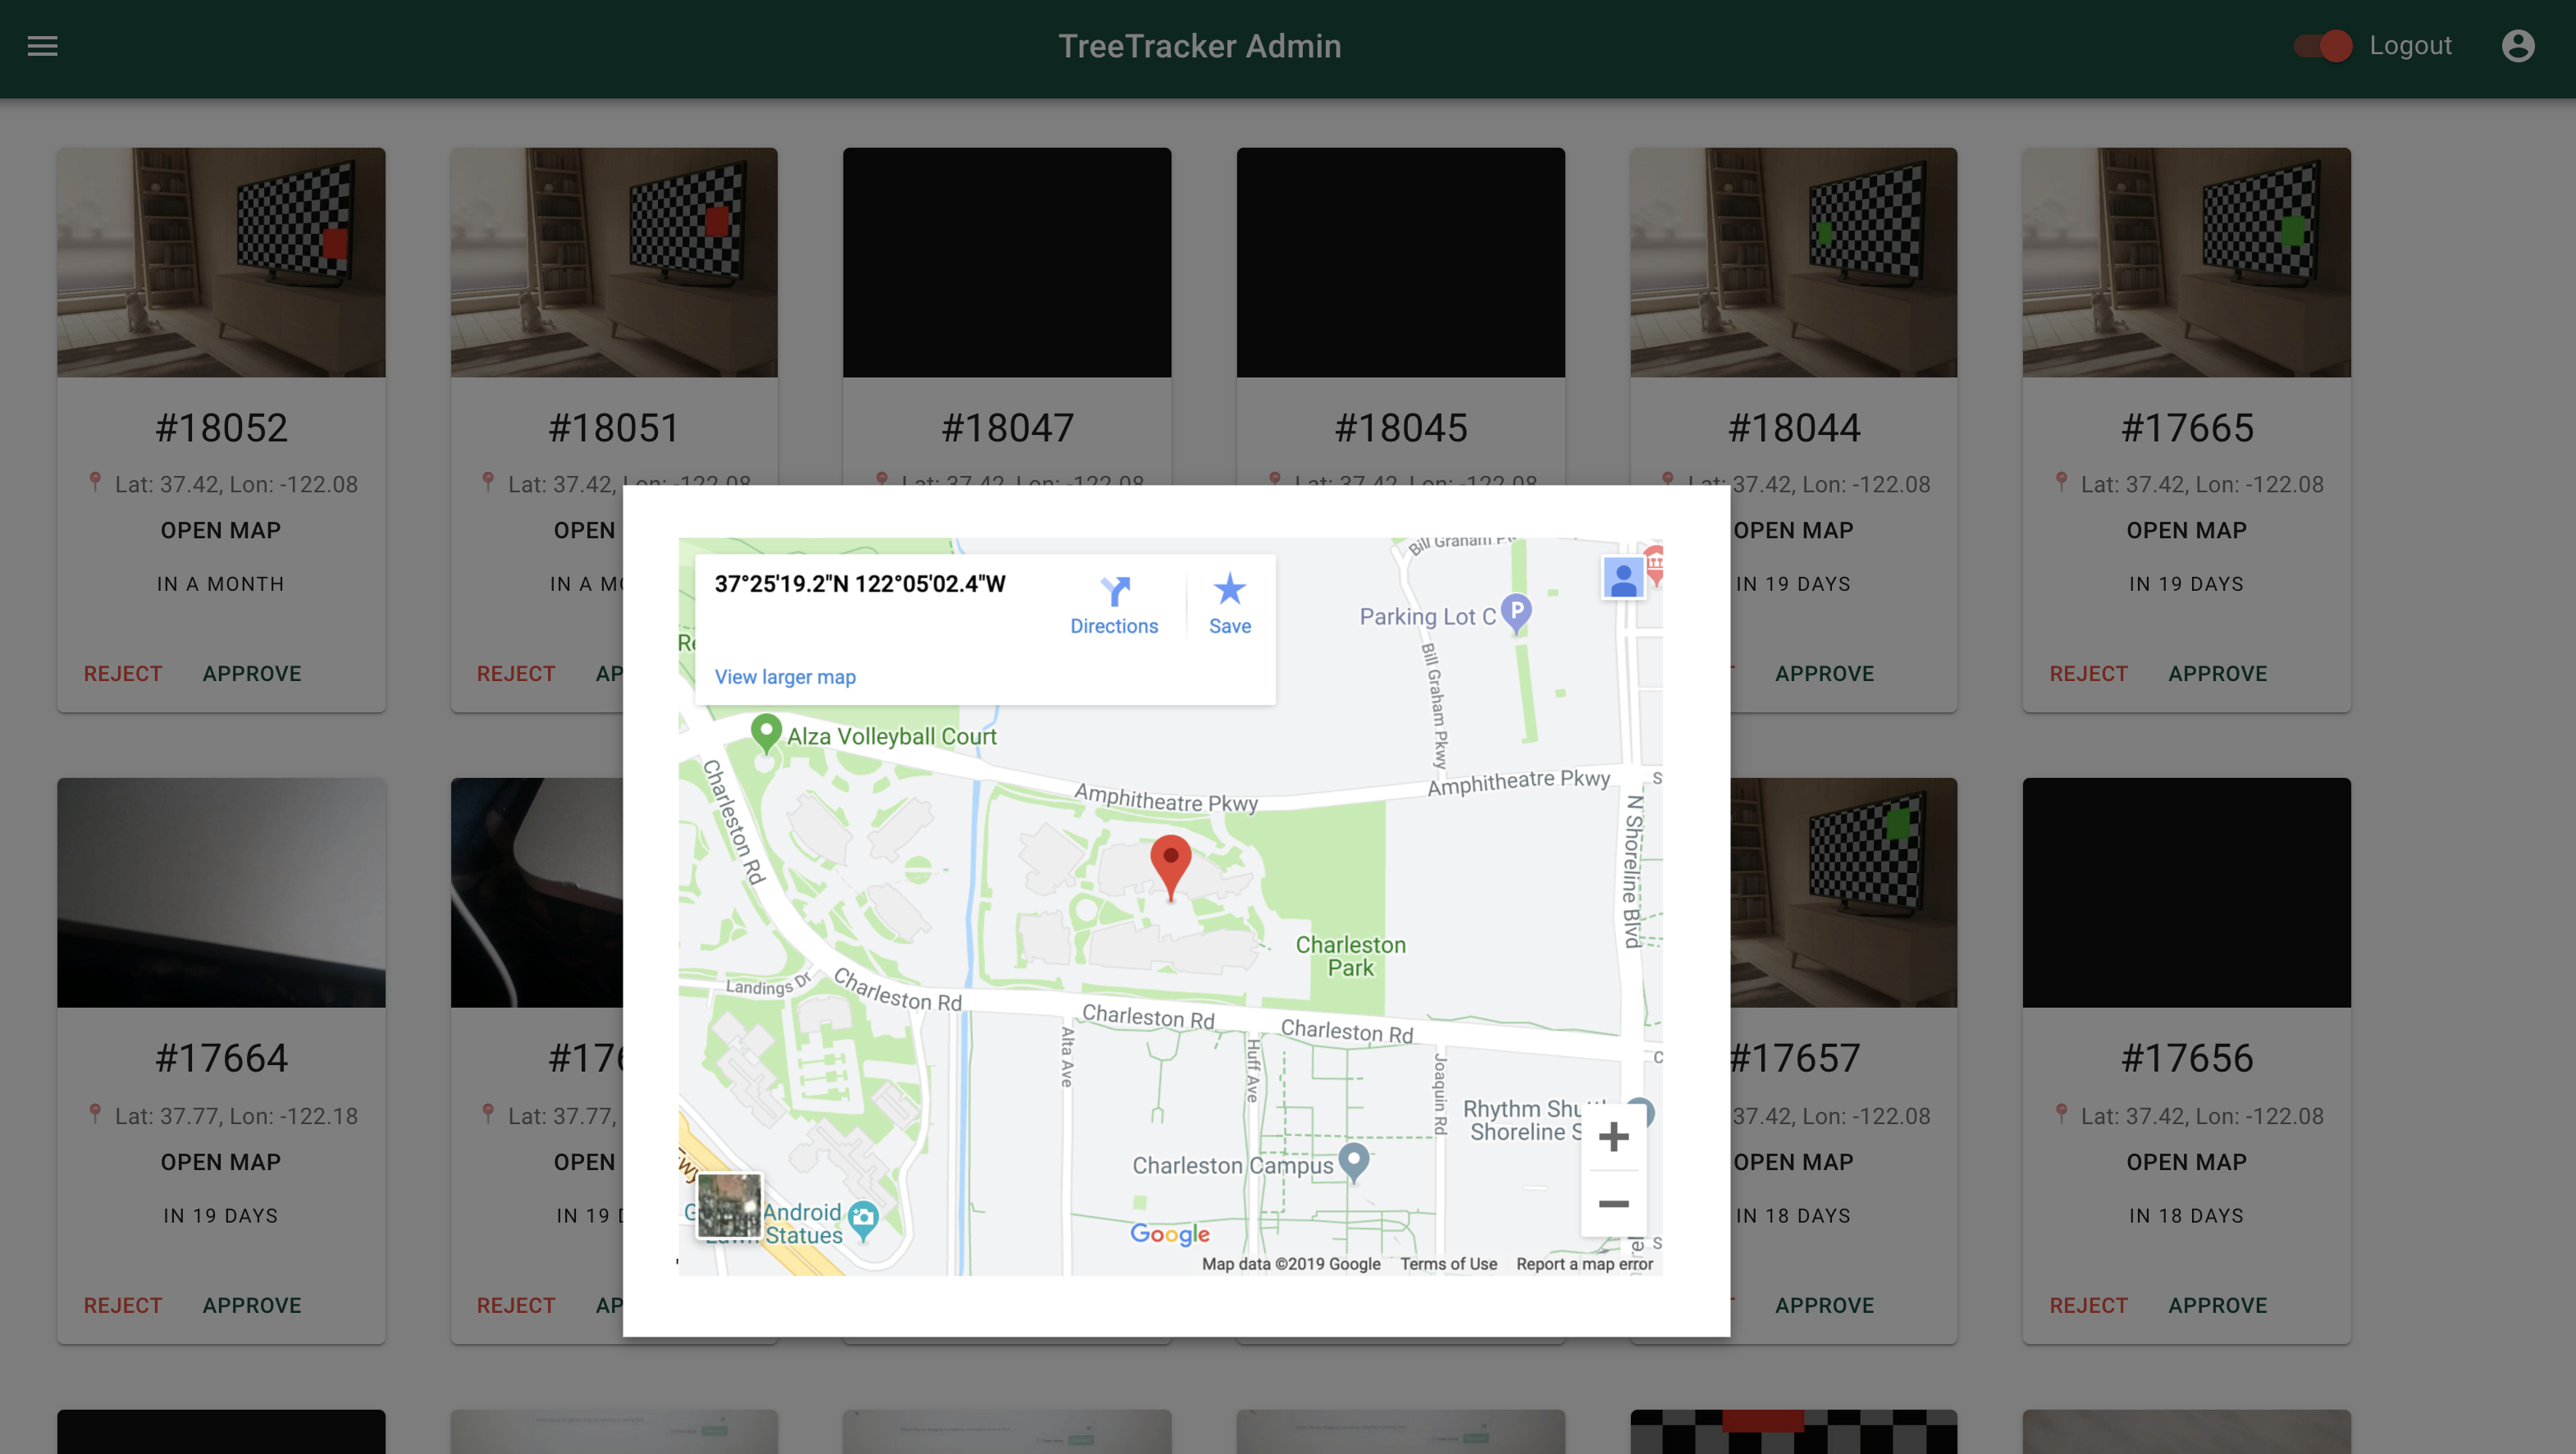 TreeTracker Admin
Logout
#18052
Lat: 37.42, Lon: -122.08
OPEN MAP
IN A MONTH
REJECT APPROVE
#18051
Lat: 37.42, Lon: -122.08
OPEN
IN A MO
REJECT AP
#18047
Lat: 37.42, Lon: -122.08
#18045
Lat: 37.42, Lon: -122.08
#18044
Lat: 37.42, Lon: -122.08
OPEN MAP
IN 19 DAYS
APPROVE
#17665
Lat: 37.42, Lon: -122.08
OPEN MAP
IN 19 DAYS
REJECT APPROVE
37°25'19.2"N 122°05'02.4"W
Directions
Save
View larger map
Bill Graham
Parking Lot C
P
Bill Graham Pkwy
Re
Alza Volleyball Court
Amphitheatre Pkwy
Amphitheatre Pkwy
Charleston Rd
N Shoreline Blvd
Charleston
Park
Landings Dr
Charleston Rd
Charleston Rd
Charleston Rd
Alta Ave
Huff Ave
Joaquin Rd
Rhythm
Shoreline S
Charleston Campus
Android
Statues
Google
Map data ©2019 Google Terms of Use Report a map error
#17664
Lat: 37.77, Lon: -122.18
OPEN MAP
IN 19 DAYS
REJECT APPROVE
#176
Lat: 37.77,
OPEN
IN 19 D
REJECT AP
#17657
37.42, Lon: -122.08
OPEN MAP
IN 18 DAYS
APPROVE
#17656
Lat: 37.42, Lon: -122.08
OPEN MAP
IN 18 DAYS
REJECT APPROVE